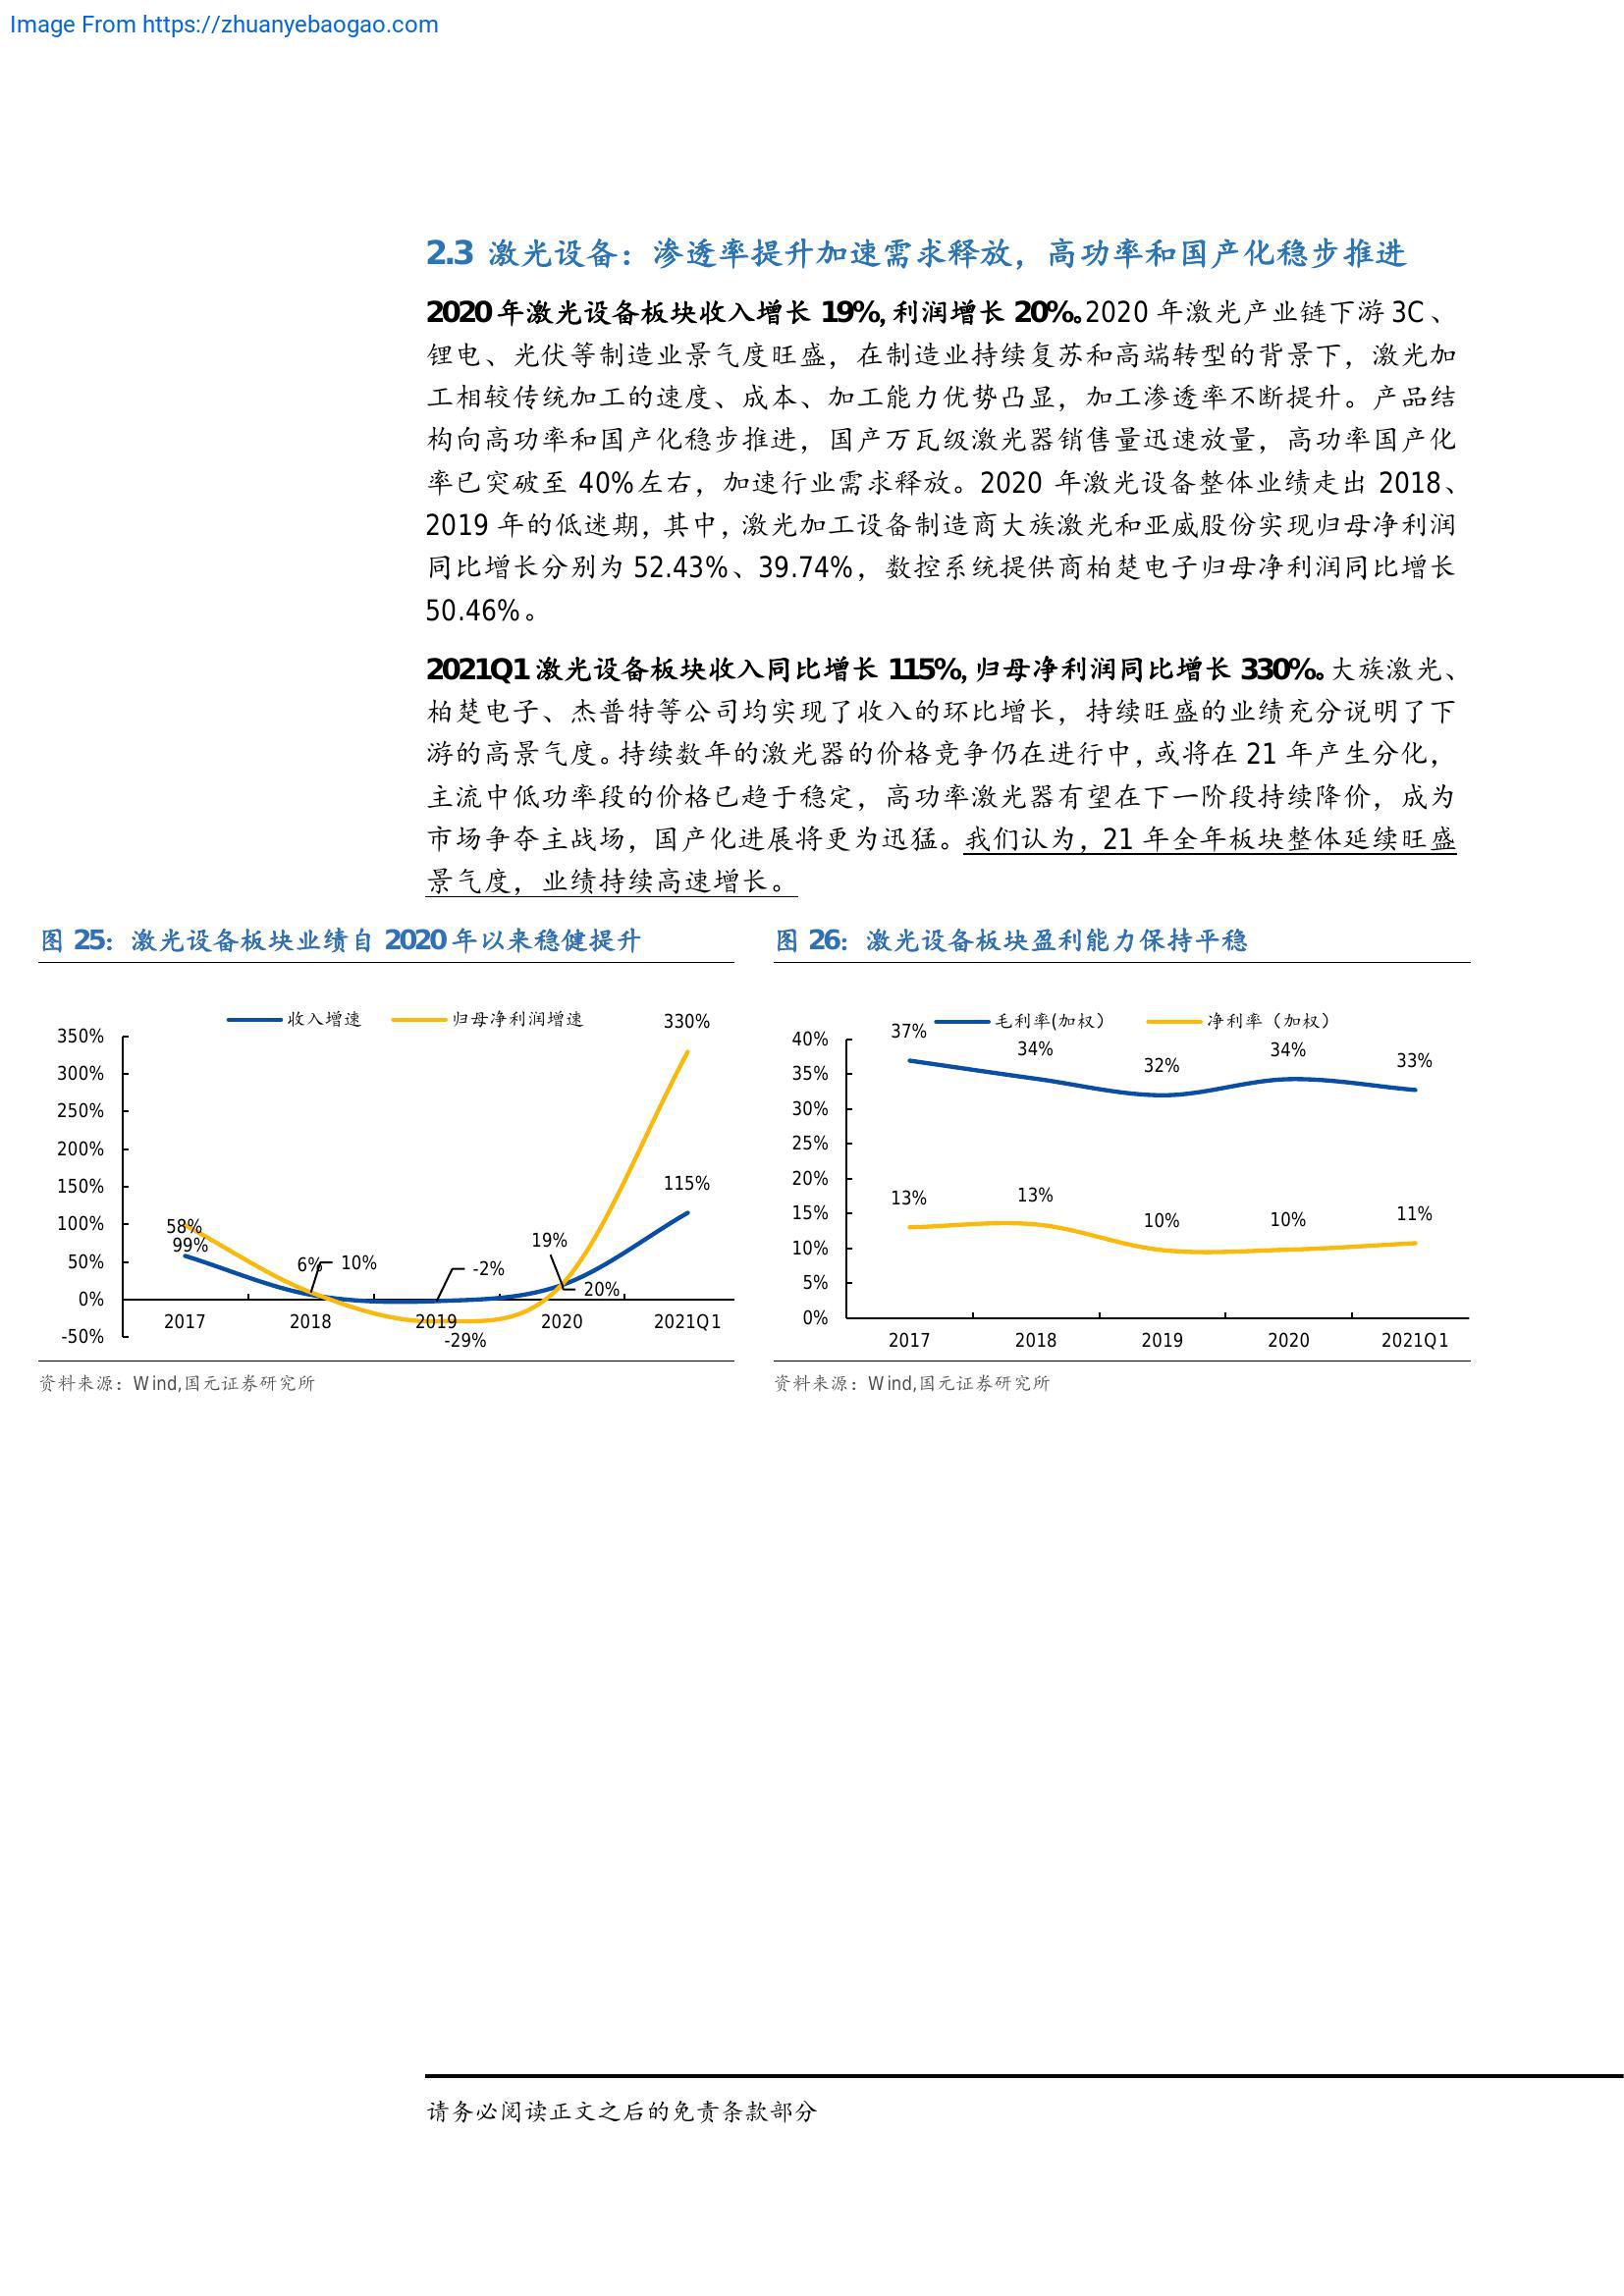 Image From https://zhuanyebaogao.com
2.3 激光设备：渗透率提升加速需求释放，高功率和国产化稳步推进
2020 年激光设备板块收入增长 19%，利润增长 20%。2020 年激光产业链下游 3C、
锂电、光伏等制造业景气度旺盛，在制造业持续复苏和高端转型的背景下，激光加
工相较传统加工的速度、成本、加工能力优势凸显，加工渗透率不断提升。产品结
构向高功率和国产化稳步推进，国产万瓦级激光器销售量迅速放量，高功率国产化
率已突破至 40%左右，加速行业需求释放。2020 年激光设备整体业绩走出 2018、
2019 年的低迷期，其中，激光加工设备制造商大族激光和亚威股份实现归母净利润
同比增长分别为 52.43%、39.74%，数控系统提供商柏楚电子归母净利润同比增长
50.46%。
2021Q1 激光设备板块收入同比增长 115%，归母净利润同比增长 330%。大族激光、
柏楚电子、杰普特等公司均实现了收入的环比增长，持续旺盛的业绩充分说明了下
游的高景气度。持续数年的激光器的价格竞争仍在进行中，或将在 21 年产生分化，
主流中低功率段的价格已趋于稳定，高功率激光器有望在下一阶段持续降价，成为
市场争夺主战场，国产化进展将更为迅猛。我们认为，21 年全年板块整体延续旺盛
景气度，业绩持续高速增长。
图 25：激光设备板块业绩自 2020 年以来稳健提升
收入增速 归母净利润增速
350%
300%
250%
200%
150%
100%
50%
0%
-50%
58%
99%
6%
10%
-2%
-29%
19%
20%
115%
330%
2017 2018 2019 2020 2021Q1
资料来源：Wind,国元证券研究所
图 26：激光设备板块盈利能力保持平稳
毛利率(加权） 净利率（加权）
40%
35%
30%
25%
20%
15%
10%
5%
0%
37% 34% 32% 34% 33%
13% 13% 10% 10% 11%
2017 2018 2019 2020 2021Q1
资料来源：Wind,国元证券研究所
请务必阅读正文之后的免责条款部分